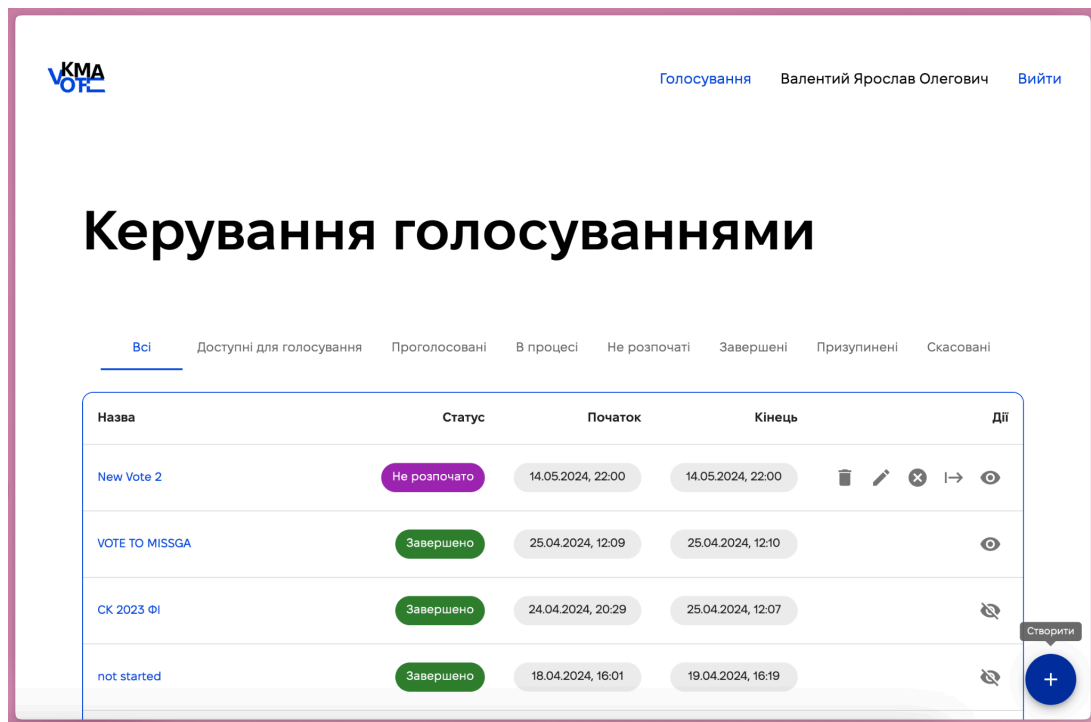 KMA
VOTE
Голосування Валентий Ярослав Олегович Вийти
Керування голосуваннями
Всі Доступні для голосування Проголосовані В процесі Не розпочаті Завершені Призупинені Скасовані
Назва Статус Початок Кінець Дії
New Vote 2 Не розпочато 14.05.2024, 22:00 14.05.2024, 22:00
VOTE TO MISSGA Завершено 25.04.2024, 12:09 25.04.2024, 12:10
СК 2023 ФІ Завершено 24.04.2024, 20:29 25.04.2024, 12:07
Створити
not started Завершено 18.04.2024, 16:01 19.04.2024, 16:19